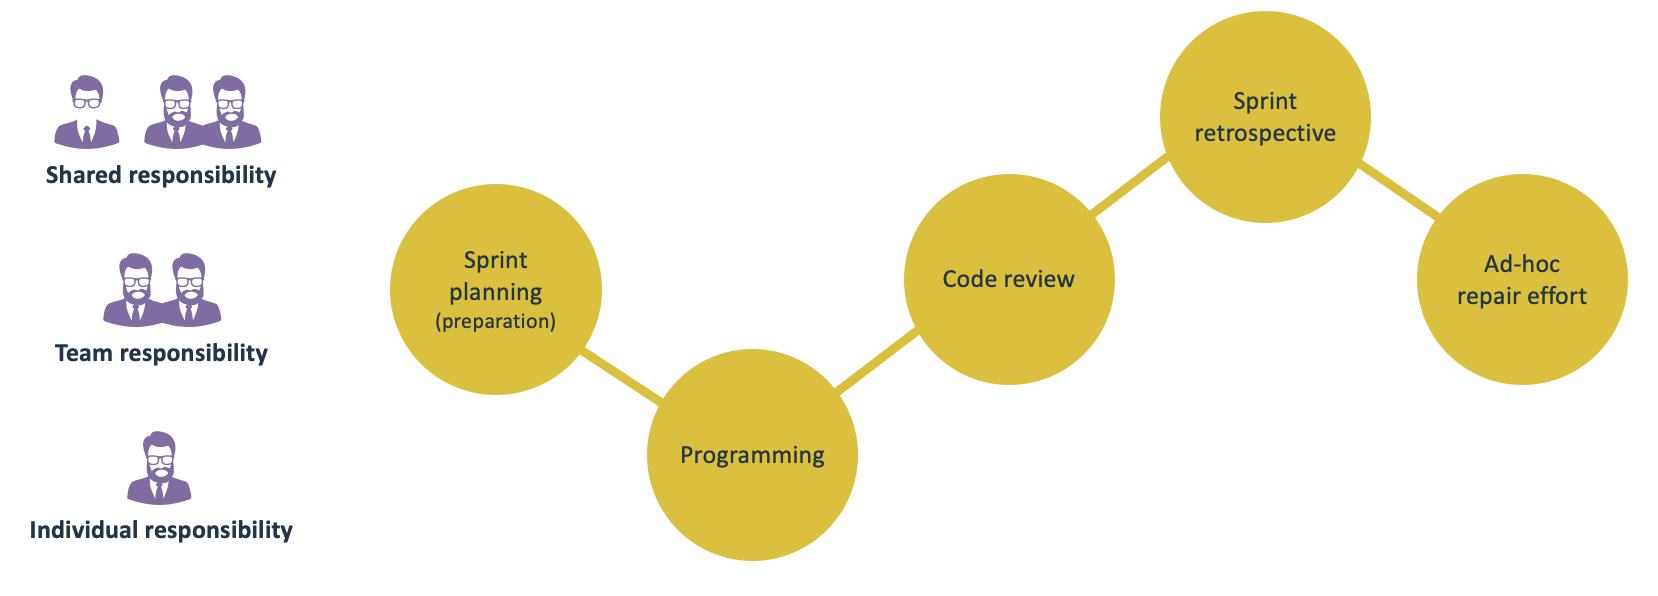 Shared responsibility
Team responsibility
Individual responsibility
Sprint
planning
(preparation)
Programming
Code review
Sprint
retrospective
Ad-hoc
repair effort